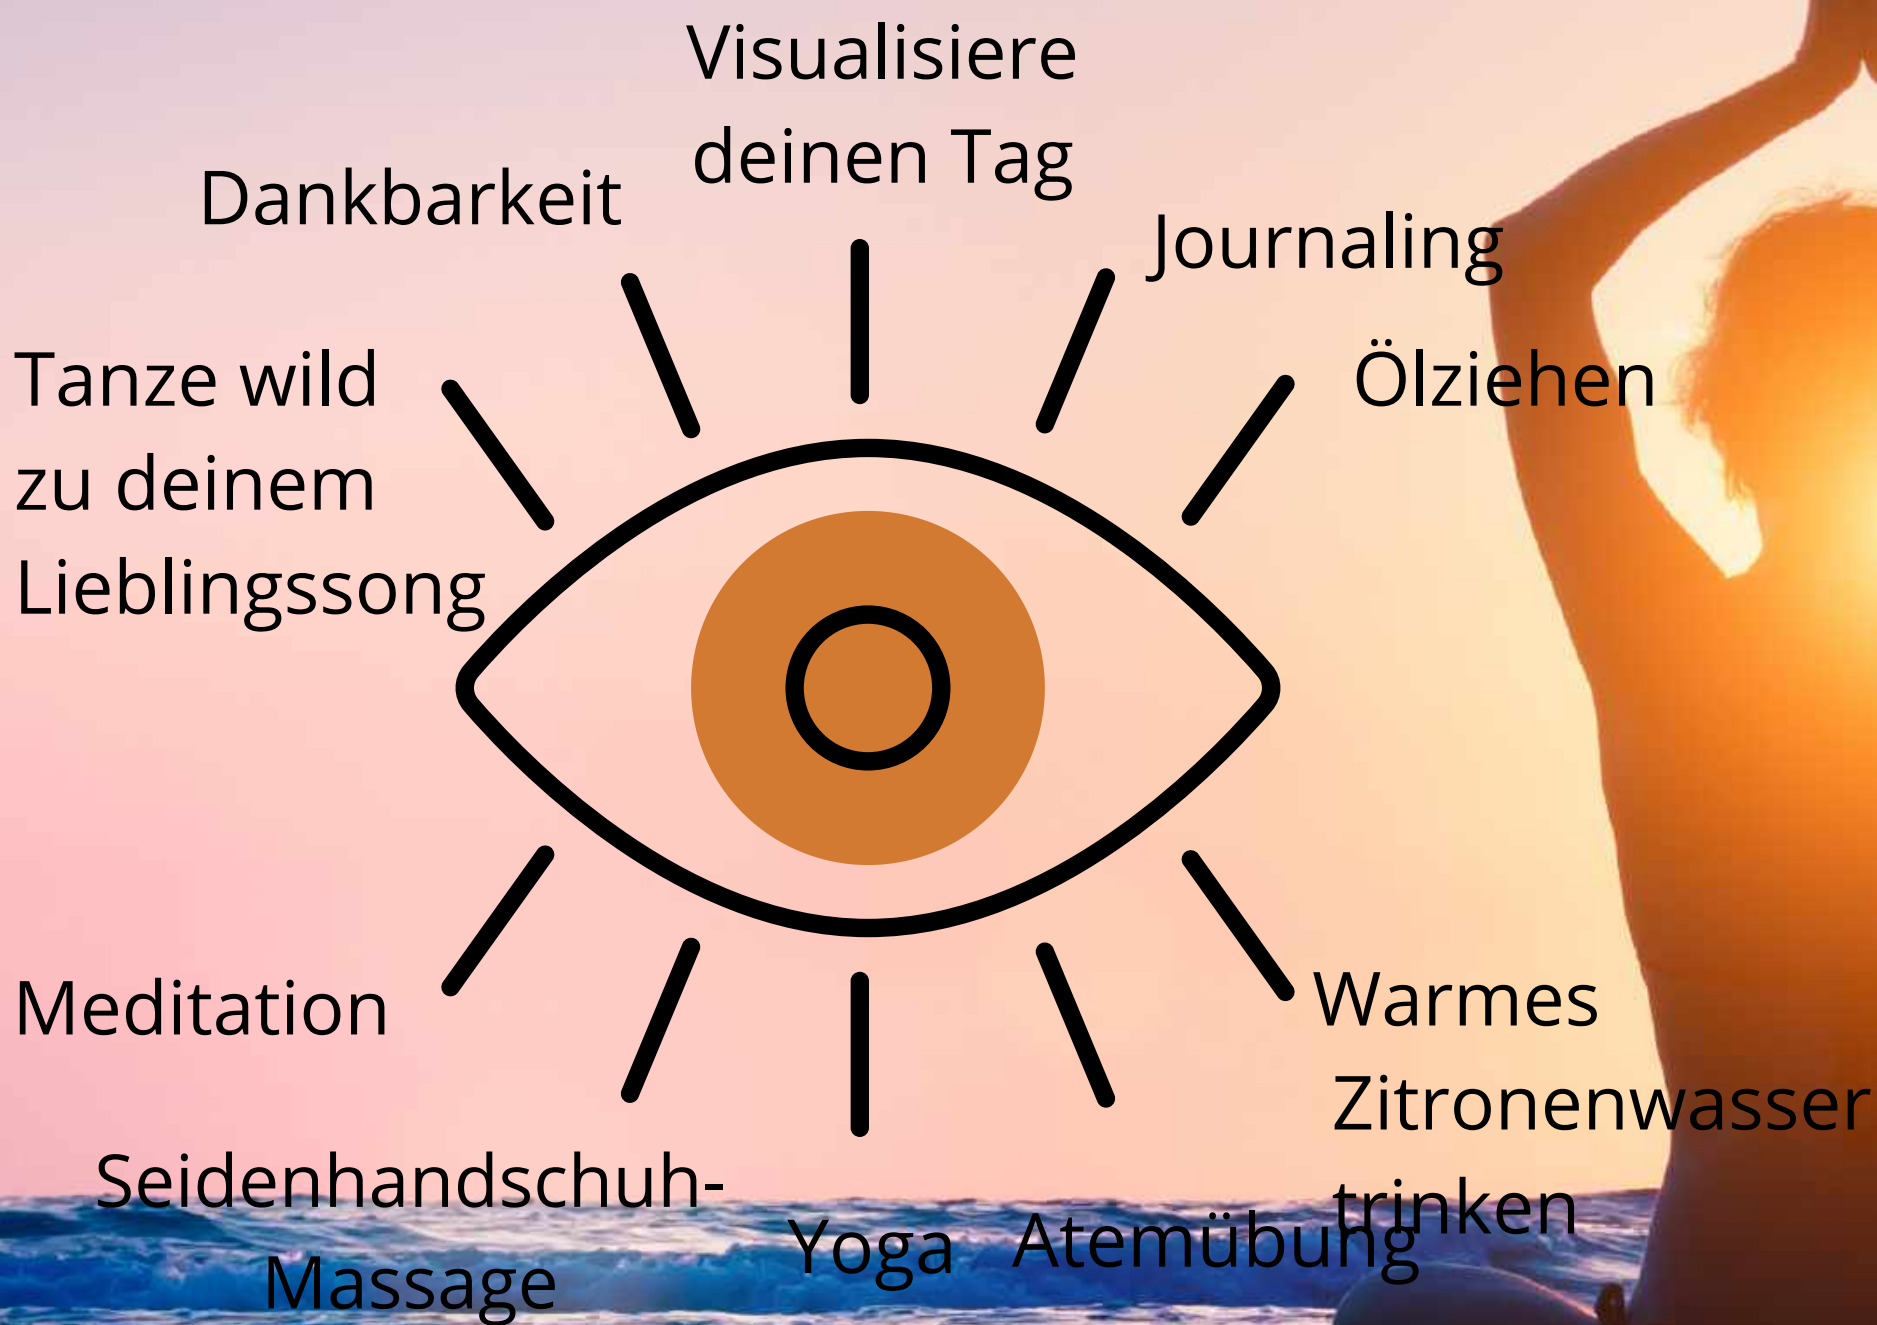 Visualisiere
deinen Tag
Dankbarkeit
Journaling
Tanze wild
zu deinem
Lieblingssong
Ölziehen
Meditation
Warmes
Zitronenwasser
trinken
Seidenhandschuh-
Massage
Yoga
Atemübung